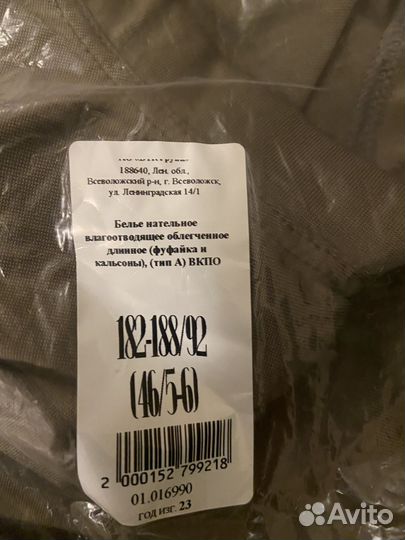 188640, Лен. обл.,
Всеволожский р-н, г. Всеволожск,
ул. Ленинградская 14/1
Белье нательное
влагоотводящее облегченное
длинное (фуфайка и
кальсоны), (тип А) ВКПО
182-188/92
(46/5-6)
2 000152 799218
01.016990
год изг. 23
Avito